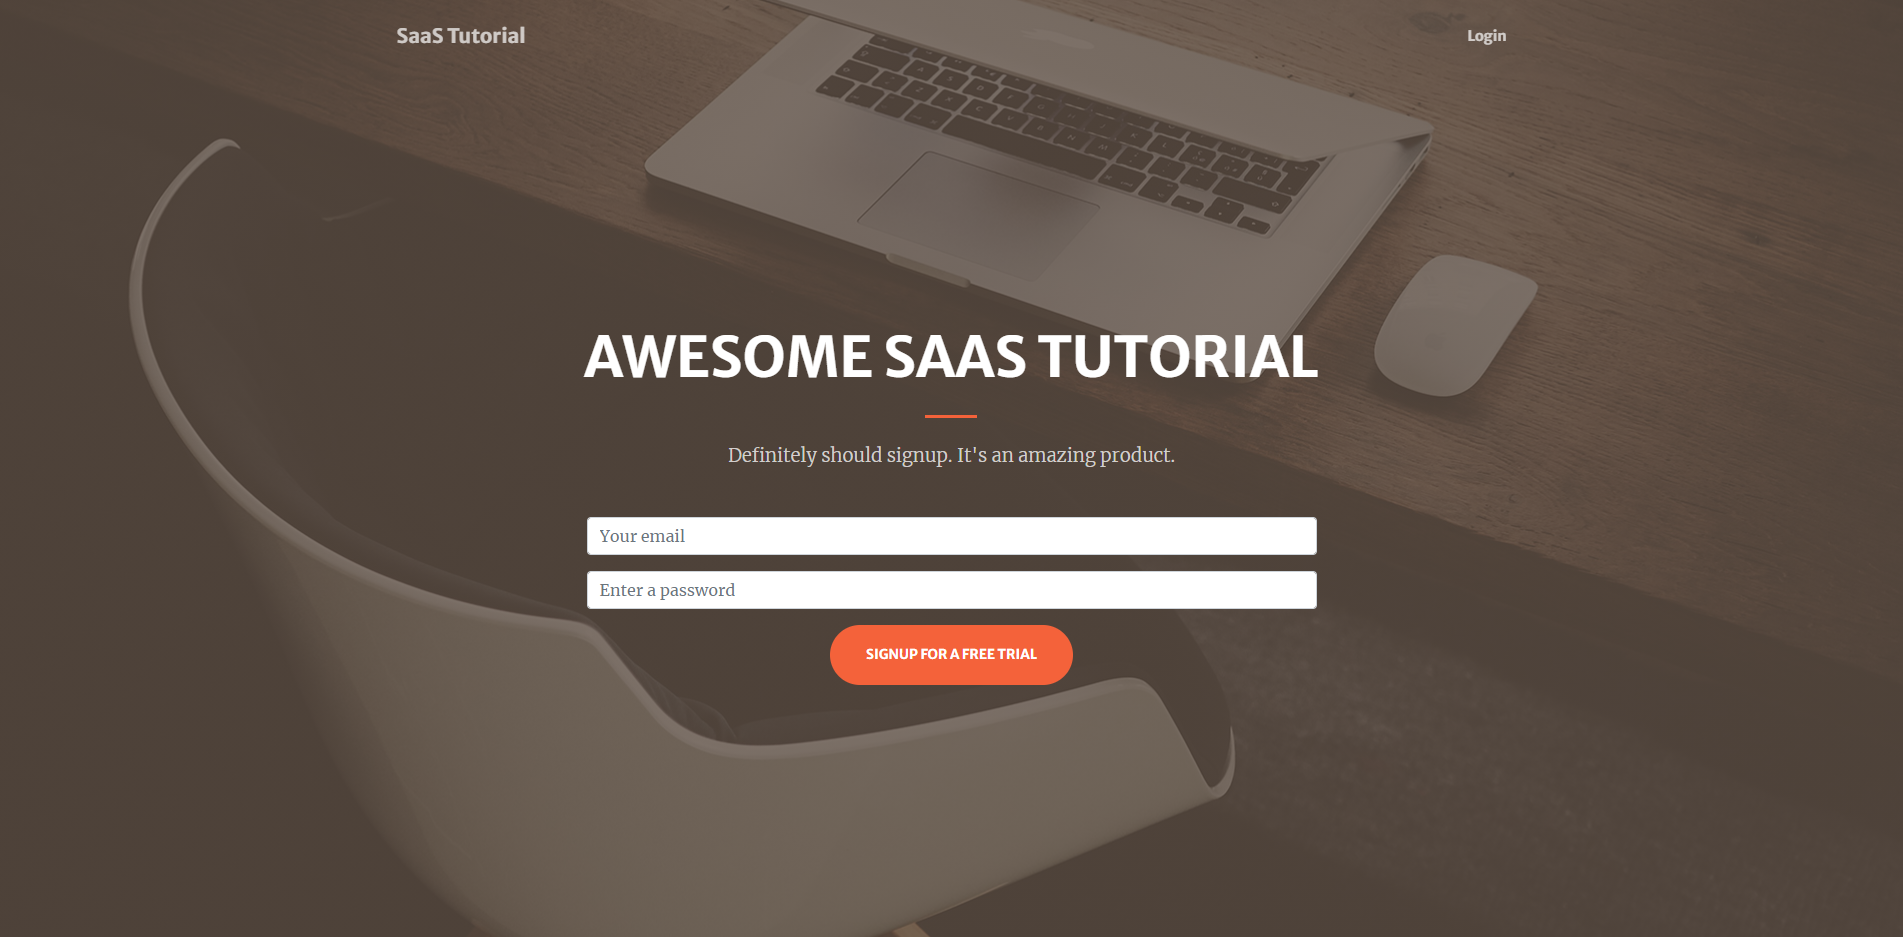 SaaS Tutorial
Login
AWESOME SAAS TUTORIAL
Definitely should signup. It's an amazing product.
Your email
Enter a password
SIGNUP FOR A FREE TRIAL